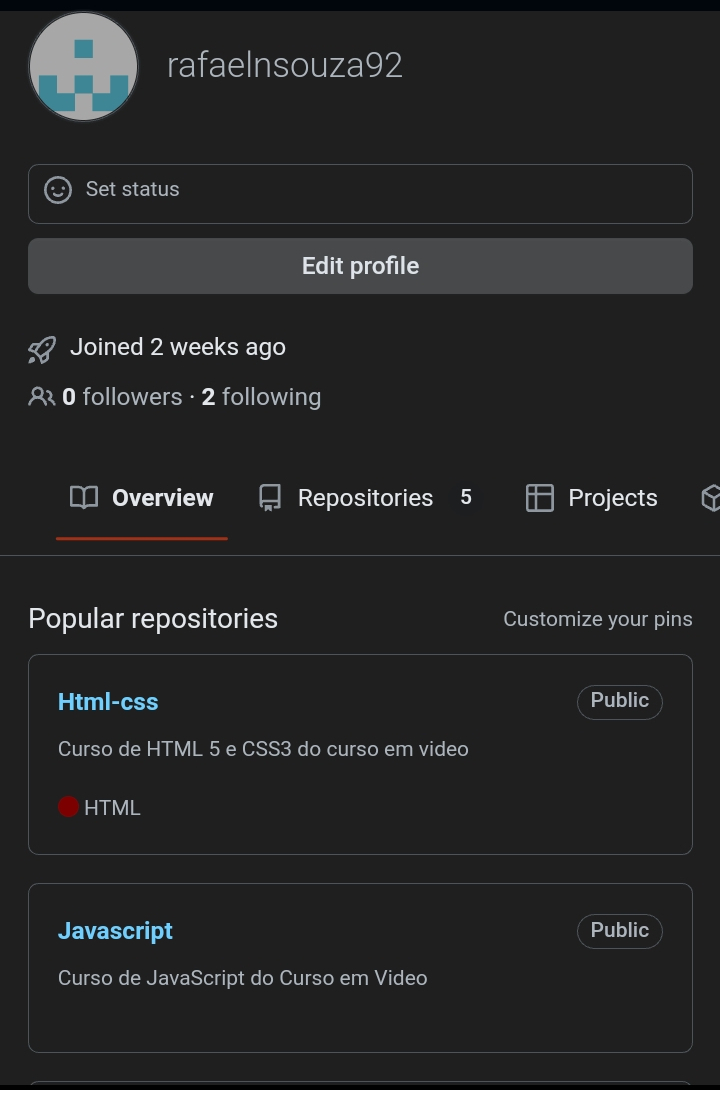 rafaelnsouza92
Set status
Edit profile
Joined 2 weeks ago
0 followers · 2 following
Overview Repositories 5 Projects
Popular repositories Customize your pins
Html-css Public
Curso de HTML 5 e CSS3 do curso em video
HTML
Javascript Public
Curso de JavaScript do Curso em Video